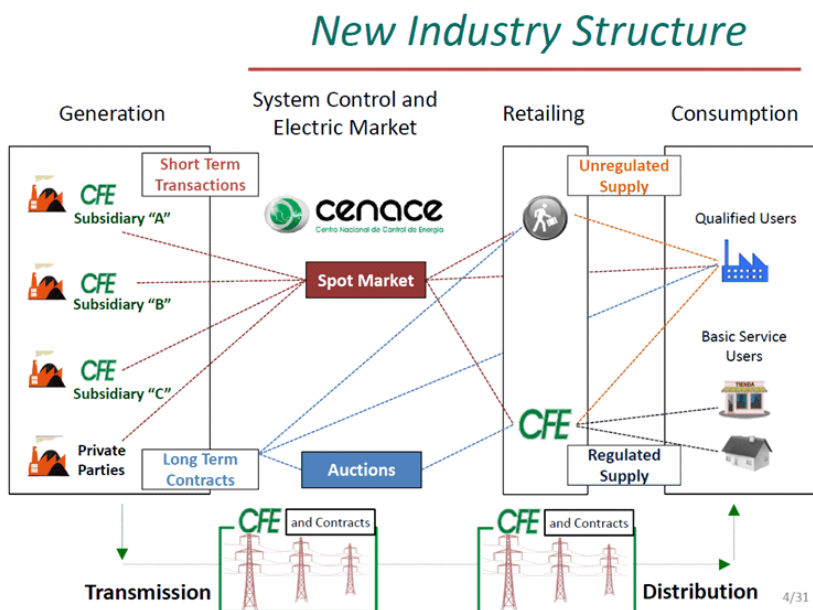 New Industry Structure
Generation
System Control and
Electric Market
Retailing
Consumption
Short Term
Transactions
Unregulated
Supply
CFE
Subsidiary "A"
cenace
Centro Nacional de Control de Energía
Qualified Users
CFE
Subsidiary "B"
Spot Market
Basic Service
Users
CFE
Subsidiary "C"
TIENDA
CFE
Private
Parties
Long Term
Contracts
Auctions
Regulated
Supply
CFE and Contracts
CFE and Contracts
Transmission
Distribution
4/31